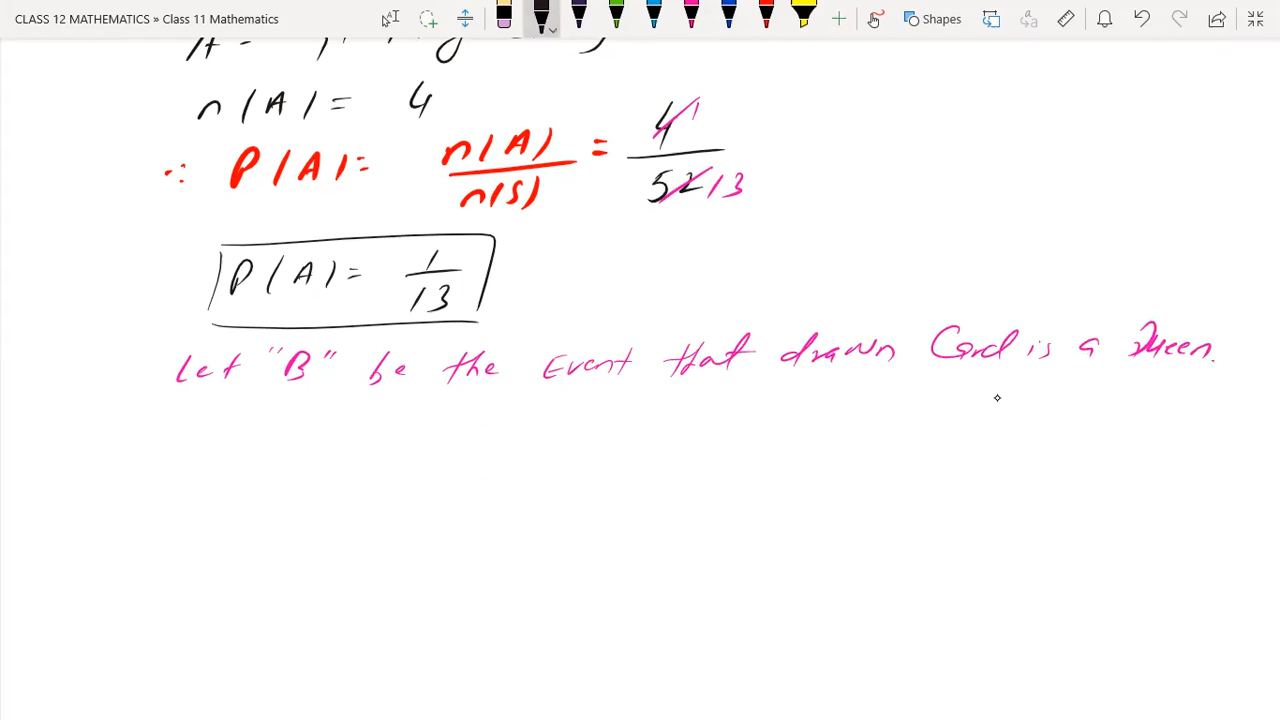 CLASS 12 MATHEMATICS » Class 11 Mathematics
Shapes
n(A) = 4
∴ P(A) = n(A)/n(S) = 4/52 1 13
P(A) = 1/13
Let "B" be the Event that drawn Card is a Queen.